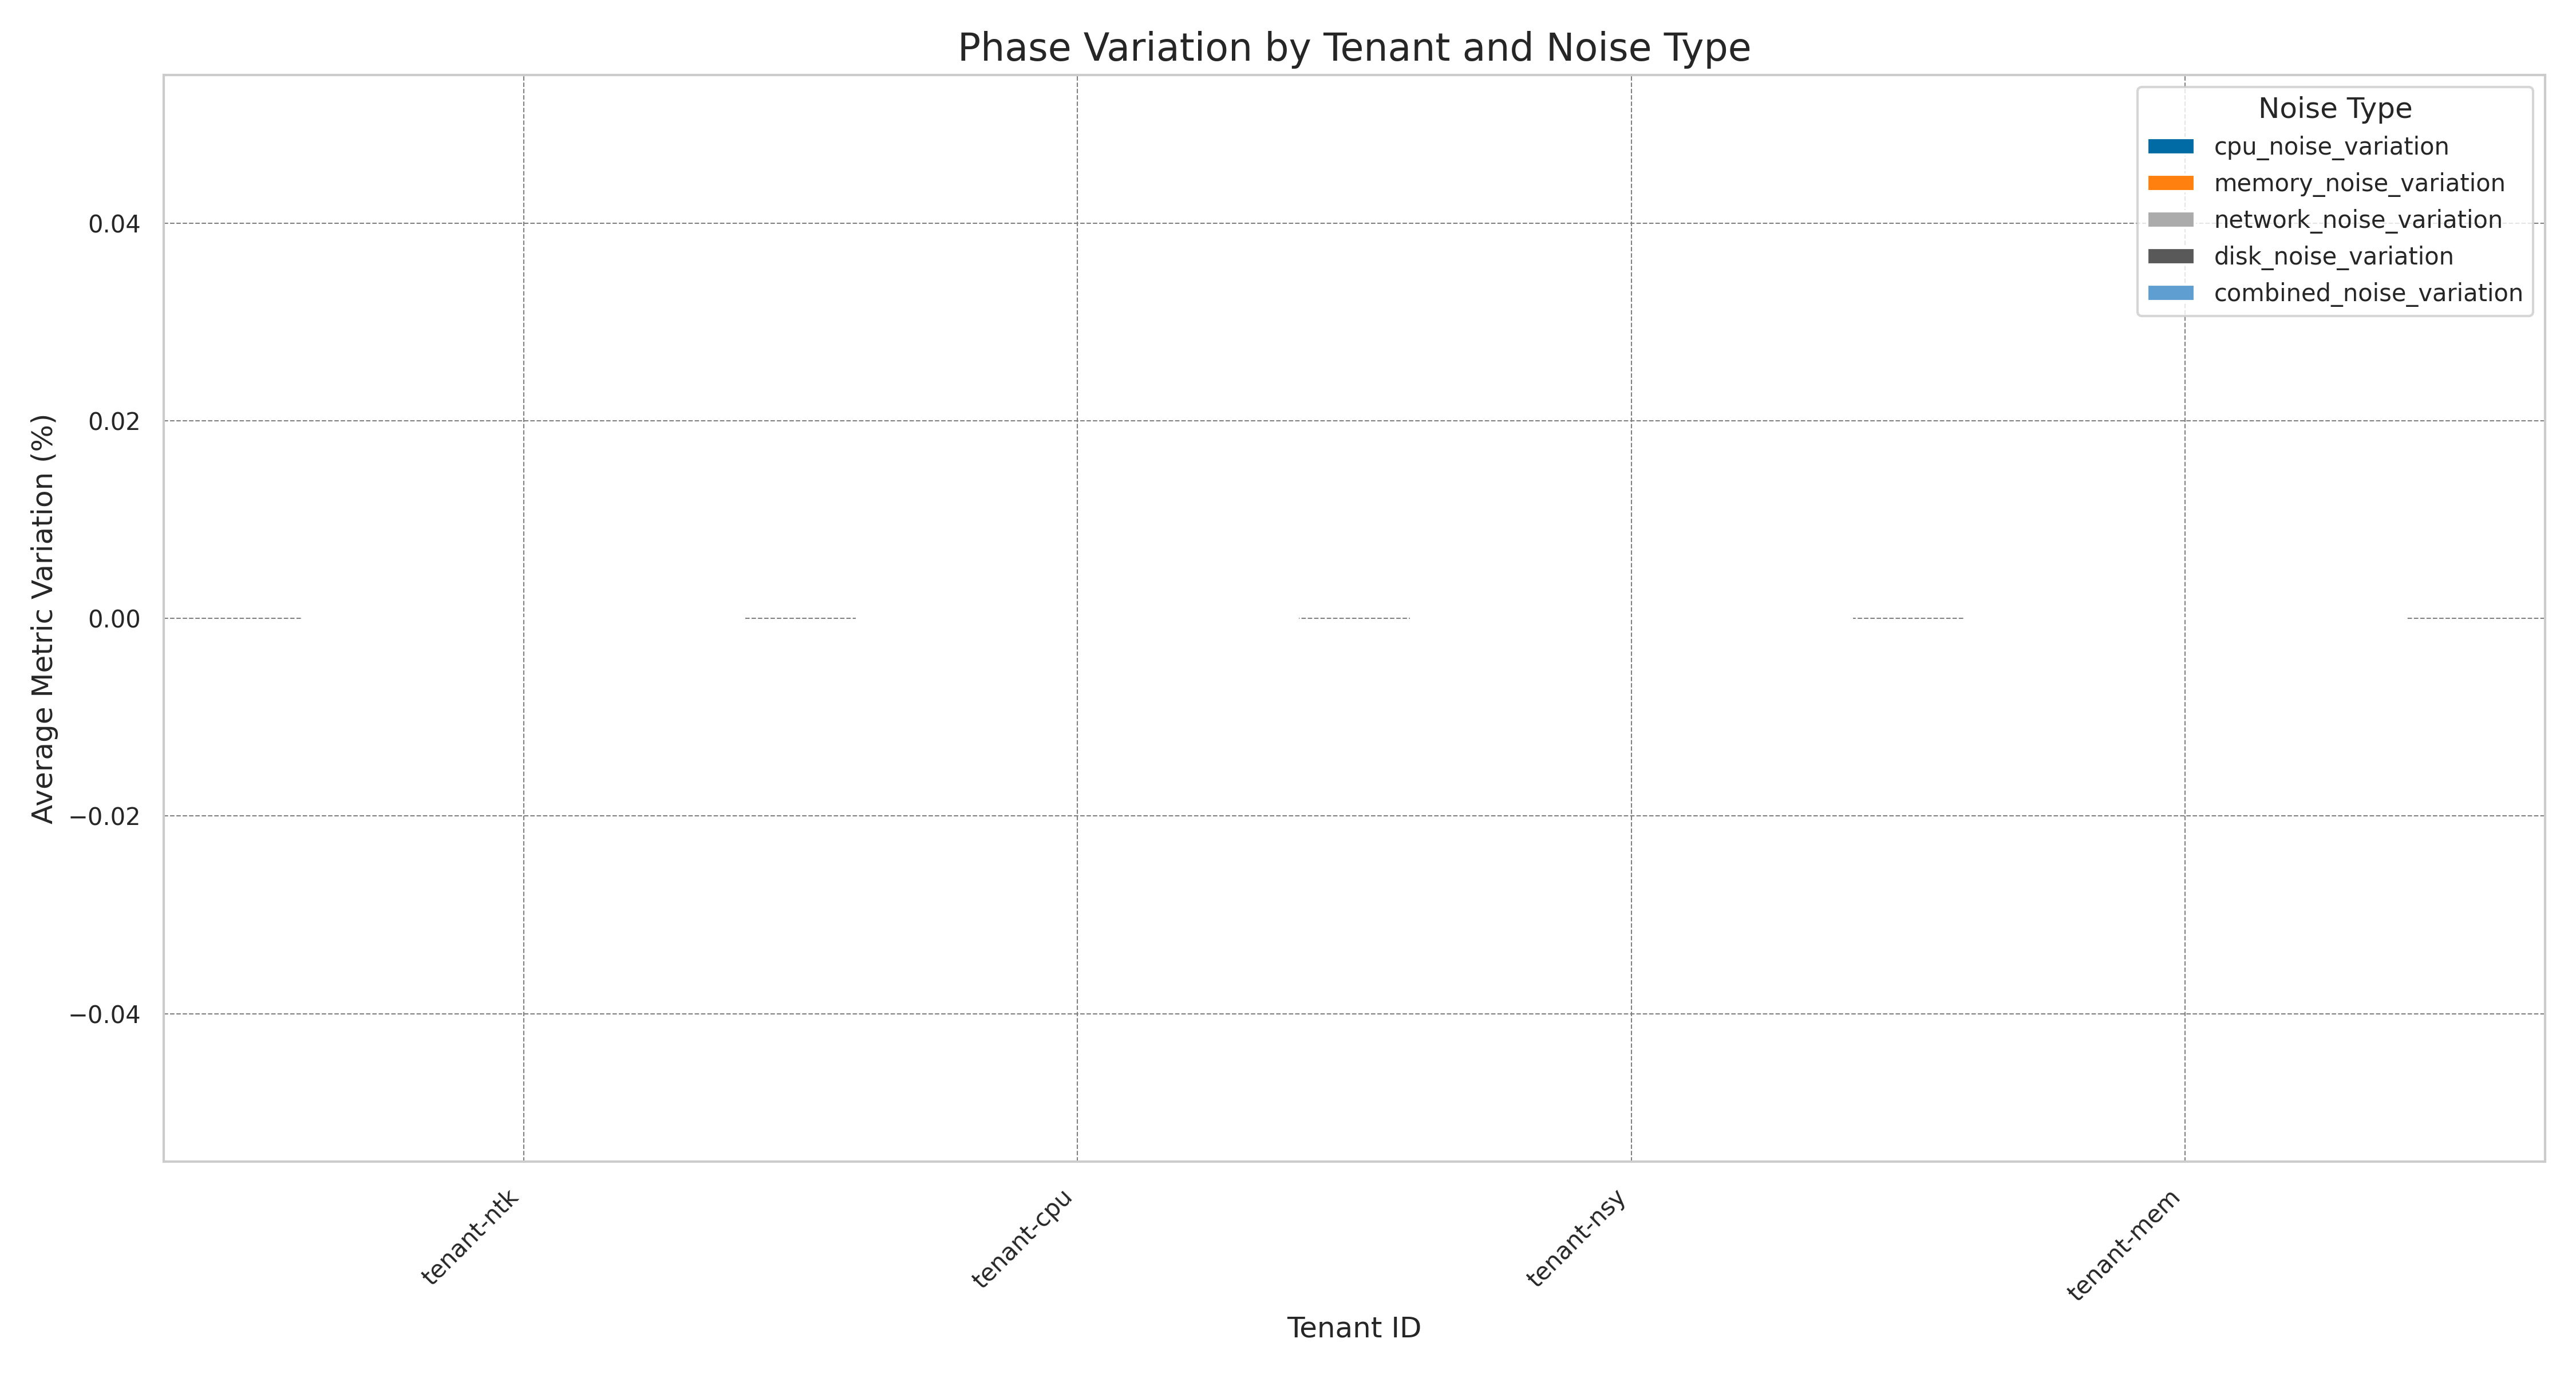 Phase Variation by Tenant and Noise Type
Noise Type
cpu_noise_variation
memory_noise_variation
network_noise_variation
disk_noise_variation
combined_noise_variation
Average Metric Variation (%)
0.04
0.02
0.00
−0.02
−0.04
tenant-ntk
tenant-cpu
tenant-nsy
tenant-mem
Tenant ID